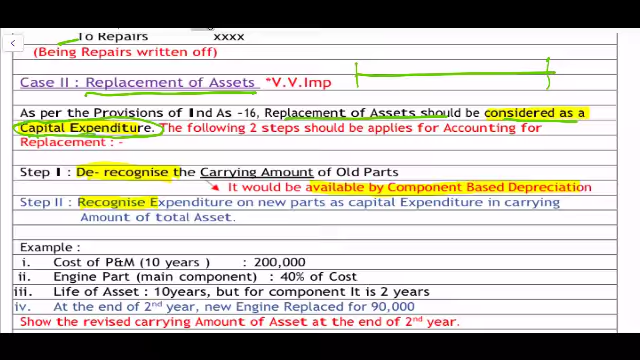 To Repairs xxxx
(Being Repairs written off)
Case II : Replacement of Assets *V.V.Imp
As per the Provisions of Ind As -16, Replacement of Assets should be considered as a
Capital Expenditure. The following 2 steps should be applies for Accounting for
Replacement : -
Step I : De- recognise the Carrying Amount of Old Parts
It would be available by Component Based Depreciation
Step II : Recognise Expenditure on new parts as capital Expenditure in carrying
Amount of total Asset.
Example :
i. Cost of P&M (10 years) : 200,000
ii. Engine Part (main component) : 40% of Cost
iii. Life of Asset : 10years, but for component It is 2 years
iv. At the end of 2nd year, new Engine Replaced for 90,000
Show the revised carrying Amount of Asset at the end of 2nd year.